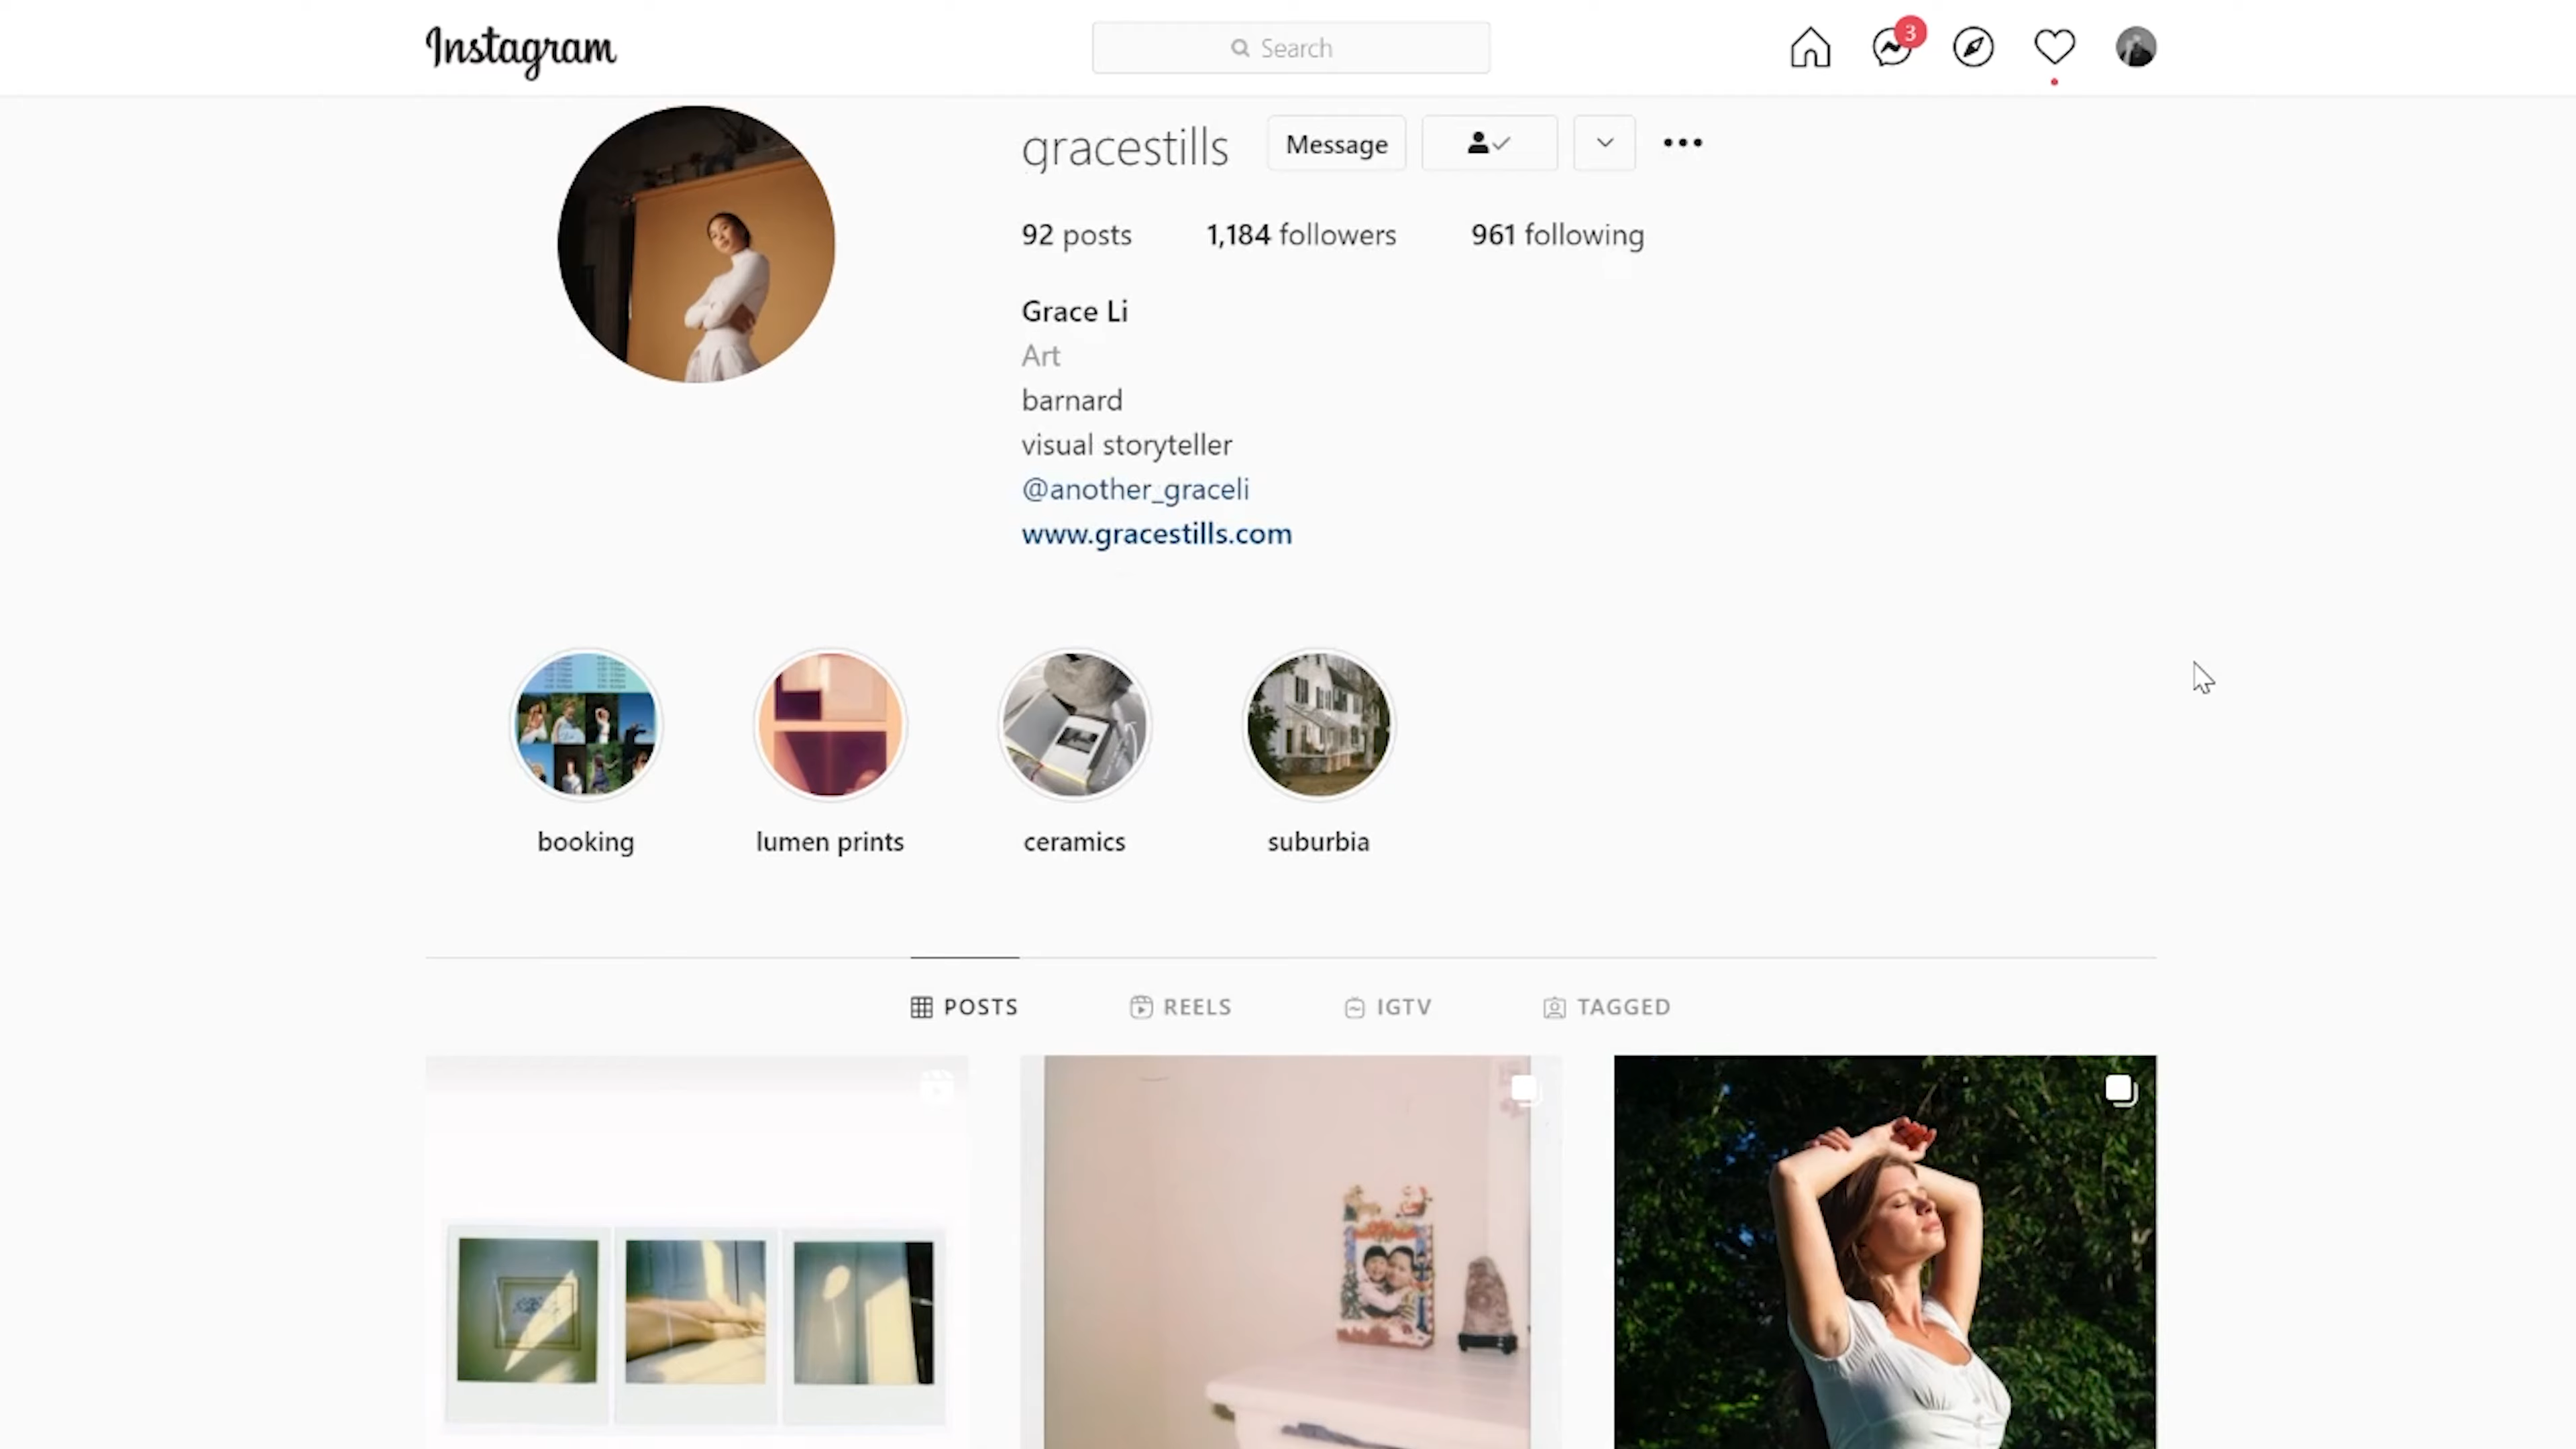 Instagram
Search
3
gracestills
Message
92 posts
1,184 followers
961 following
Grace Li
Art
barnard
visual storyteller
@another_graceli
www.gracestills.com
booking
lumen prints
ceramics
suburbia
POSTS
REELS
IGTV
TAGGED